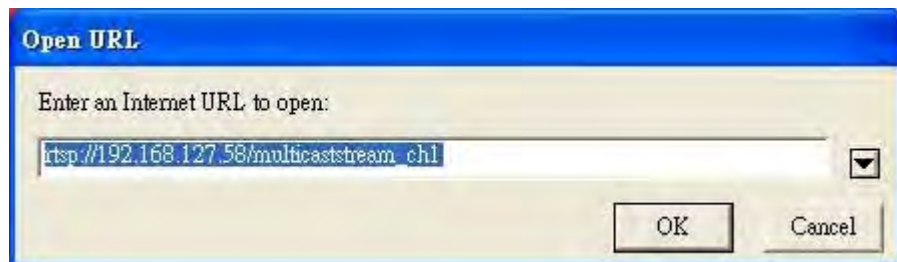 Open URL
Enter an Internet URL to open:
rtsp://192.168.127.58/multicaststream_ch1
OK
Cancel